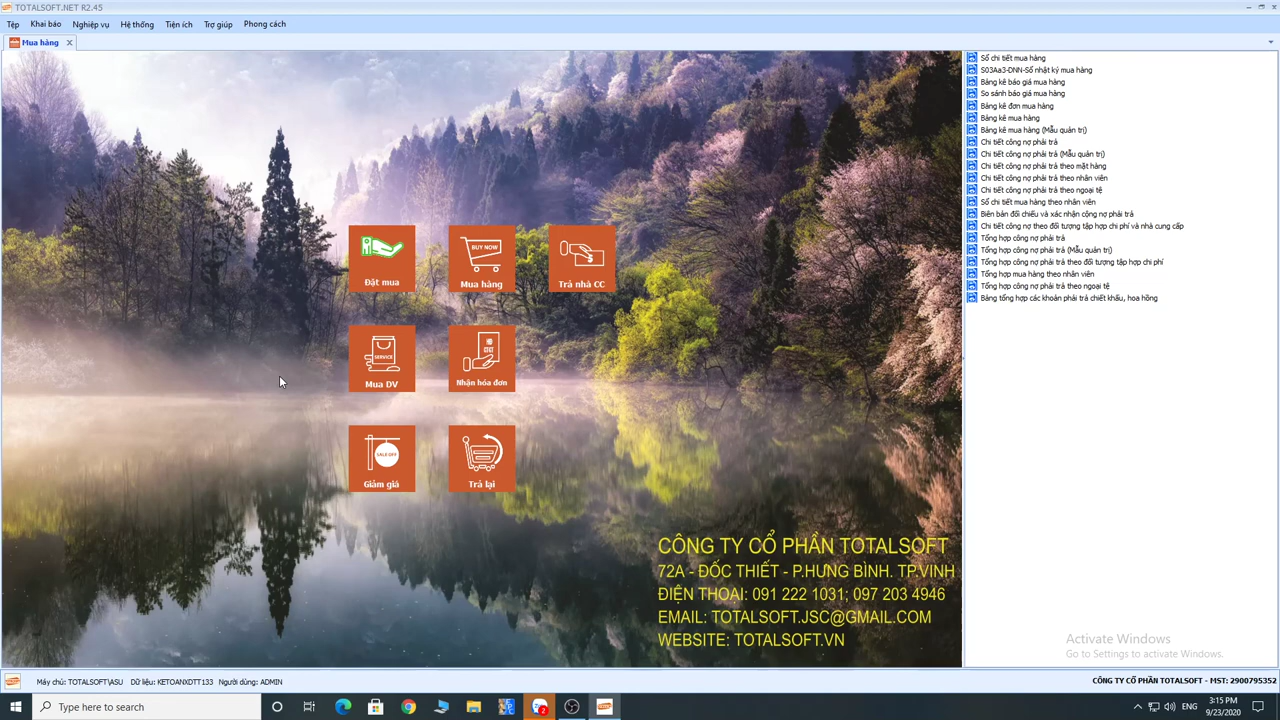 TOTALSOFT.NET R2.45
Tệp Khai báo Nghiệp vụ Hệ thống Tiện ích Trợ giúp Phong cách
Mua hàng
Đặt mua
BUY NOW
Mua hàng
Trả nhà CC
SERVICE
Mua DV
Nhận hóa đơn
SALE OFF
Giảm giá
Trả lại
CÔNG TY CỔ PHẦN TOTALSOFT
72A - ĐỐC THIẾT - P.HƯNG BÌNH. TP.VINH
ĐIỆN THOẠI: 091 222 1031; 097 203 4946
EMAIL: TOTALSOFT.JSC@GMAIL.COM
WEBSITE: TOTALSOFT.VN
Sổ chi tiết mua hàng
S03Aa3-DNN-Sổ nhật ký mua hàng
Bảng kê báo giá mua hàng
So sánh báo giá mua hàng
Bảng kê đơn mua hàng
Bảng kê mua hàng
Bảng kê mua hàng (Mẫu quản trị)
Chi tiết công nợ phải trả
Chi tiết công nợ phải trả (Mẫu quản trị)
Chi tiết công nợ phải trả theo mặt hàng
Chi tiết công nợ phải trả theo nhân viên
Chi tiết công nợ phải trả theo ngoại tệ
Sổ chi tiết mua hàng theo nhân viên
Biên bản đối chiếu và xác nhận công nợ phải trả
Chi tiết công nợ theo đối tượng tập hợp chi phí và nhà cung cấp
Tổng hợp công nợ phải trả
Tổng hợp công nợ phải trả (Mẫu quản trị)
Tổng hợp công nợ phải trả theo đối tượng tập hợp chi phí
Tổng hợp mua hàng theo nhân viên
Tổng hợp công nợ phải trả theo ngoại tệ
Bảng tổng hợp các khoản phải trả chiết khấu, hoa hồng
Activate Windows
Go to Settings to activate Windows.
Máy chủ: TOTALSOFT\ASU Dữ liệu: KETOANXDTT133 Người dùng: ADMIN
CÔNG TY CỔ PHẦN TOTALSOFT - MST: 2900795352
Type here to search
2
ENG
3:15 PM
9/23/2020